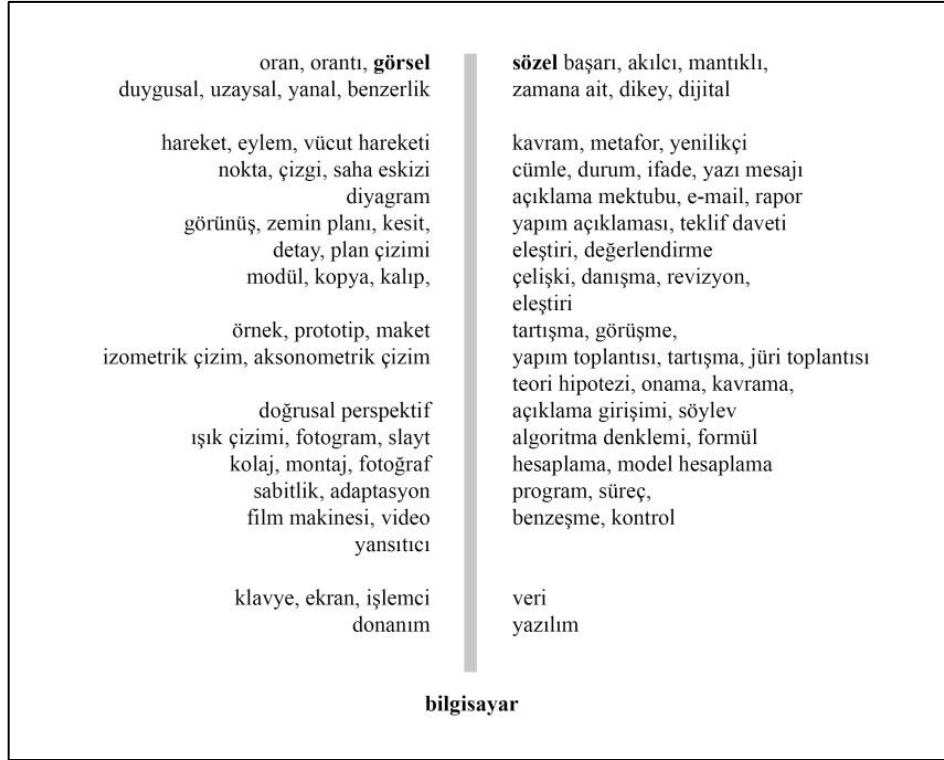 oran, orantı, görsel
duygusal, uzaysal, yanal, benzerlik
hareket, eylem, vücut hareketi
nokta, çizgi, saha eskizi
diyagram
görünüş, zemin planı, kesit,
detay, plan çizimi
modül, kopya, kalıp,
örnek, prototip, maket
izometrik çizim, aksonometrik çizim
doğrusal perspektif
ışık çizimi, fotogram, slayt
kolaj, montaj, fotoğraf
sabitlik, adaptasyon
film makinesi, video
yansıtıcı
klavye, ekran, işlemci
donanım
sözel başarı, akılcı, mantıklı,
zamana ait, dikey, dijital
kavram, metafor, yenilikçi
cümle, durum, ifade, yazı mesajı
açıklama mektubu, e-mail, rapor
yapım açıklaması, teklif daveti
eleştiri, değerlendirme
çelişki, danışma, revizyon,
eleştiri
tartışma, görüşme,
yapım toplantısı, tartışma, jüri toplantısı
teori hipotezi, onama, kavrama,
açıklama girişimi, söylev
algoritma denklemi, formül
hesaplama, model hesaplama
program, süreç,
benzeşme, kontrol
veri
yazılım
bilgisayar